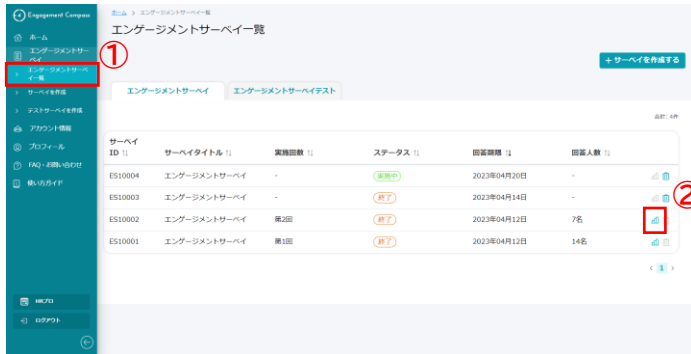 Engagement Compass
ホーム
エンゲージメントサーベイ
エンゲージメントサーベイ一覧
サーベイを作成
テストサーベイを作成
アカウント情報
プロフィール
FAQ・お問い合わせ
使い方ガイド
HRプロ
ログアウト
①
ホーム > エンゲージメントサーベイ一覧
エンゲージメントサーベイ一覧
+ サーベイを作成する
エンゲージメントサーベイ エンゲージメントサーベイテスト
総数: 4件
サーベイID サーベイタイトル 実施回数 ステータス 回答期限 回答人数
ES10004 エンゲージメントサーベイ - 実施中 2023年04月20日 -
ES10003 エンゲージメントサーベイ - 終了 2023年04月14日 -
②
ES10002 エンゲージメントサーベイ 第2回 終了 2023年04月12日 7名
ES10001 エンゲージメントサーベイ 第1回 終了 2023年04月12日 14名
< 1 >